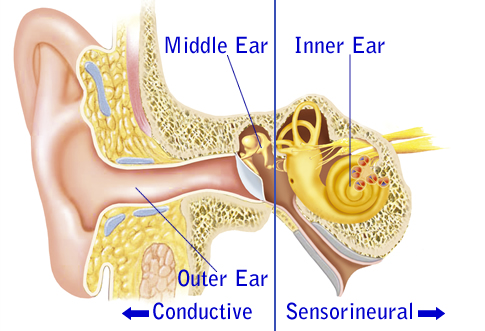 Middle Ear
Inner Ear
Outer Ear
Conductive
Sensorineural